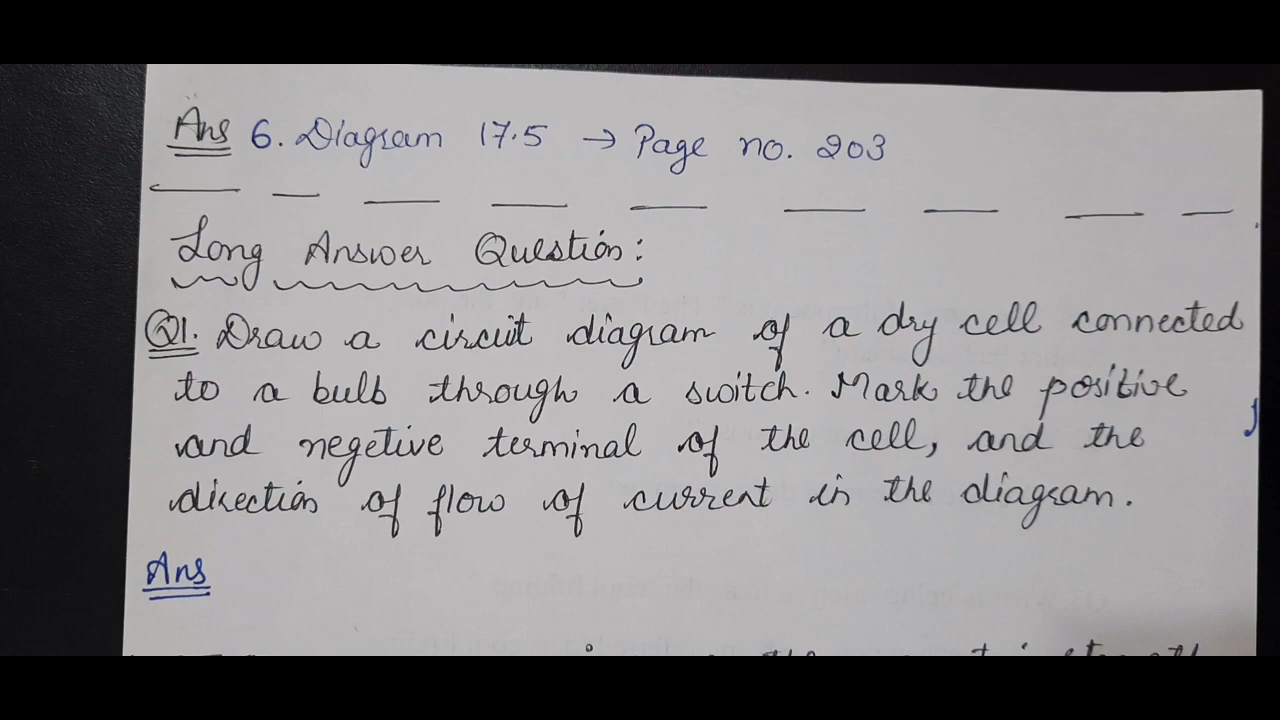 Ans 6. Diagram 17.5 → Page no. 203
Long Answer Question:
Q1. Draw a circuit diagram of a dry cell connected
to a bulb through a switch. Mark the positive
and negetive terminal of the cell, and the
direction of flow of current in the diagram.
Ans